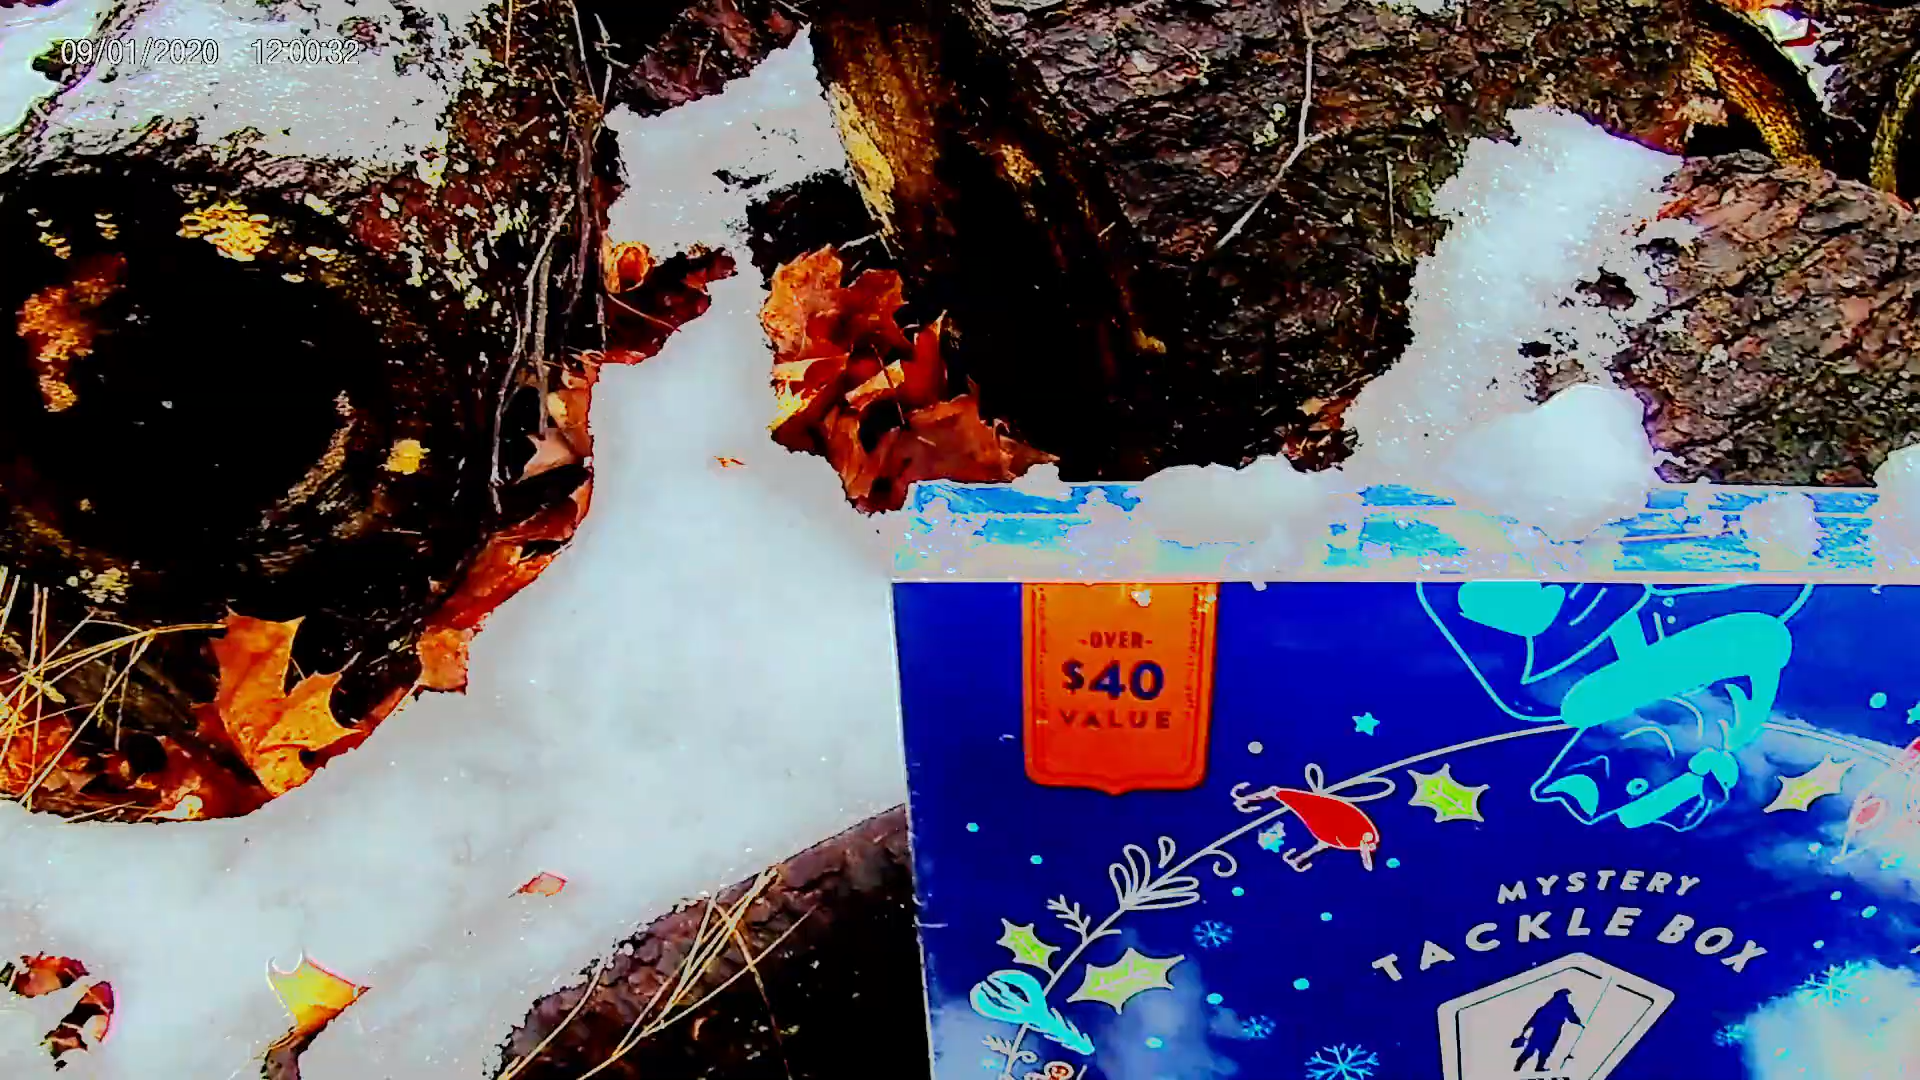 09/01/2020 12:00:32
-OVER-
$40
VALUE
MYSTERY
TACKLE BOX